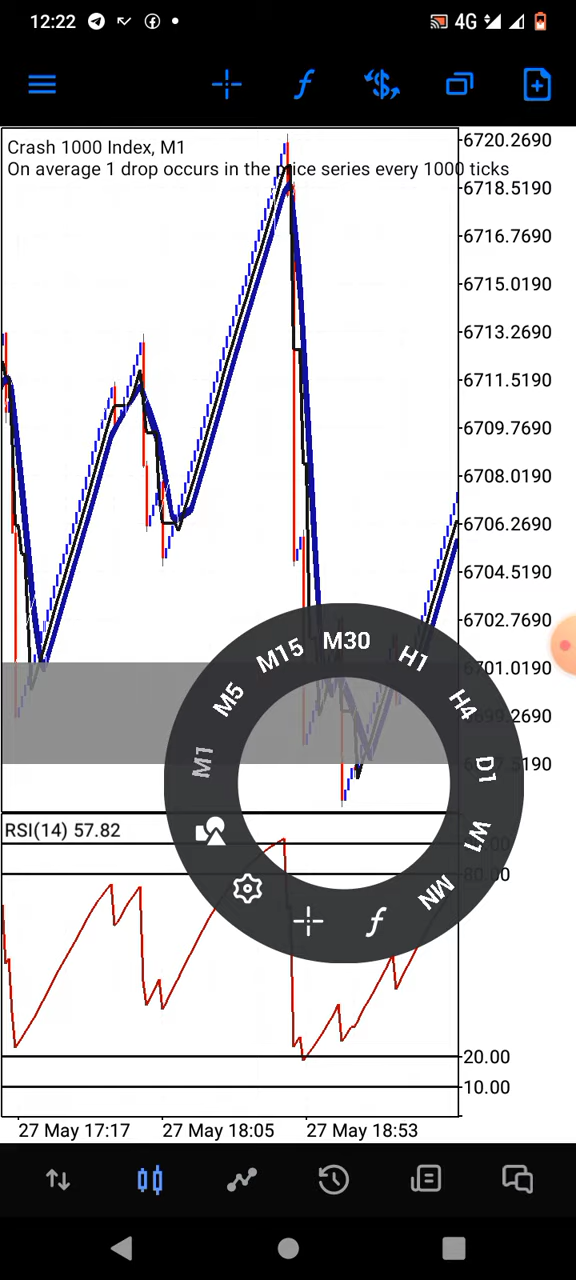 12:22
4G
Crash 1000 Index, M1
On average 1 drop occurs in the price series every 1000 ticks
6720.2690
6718.5190
6716.7690
6715.0190
6713.2690
6711.5190
6709.7690
6708.0190
6706.2690
6704.5190
6702.7690
6701.0190
M1
M5
M15
M30
H1
H4
D1
W1
MN
RSI(14) 57.82
80.00
20.00
10.00
27 May 17:17
27 May 18:05
27 May 18:53